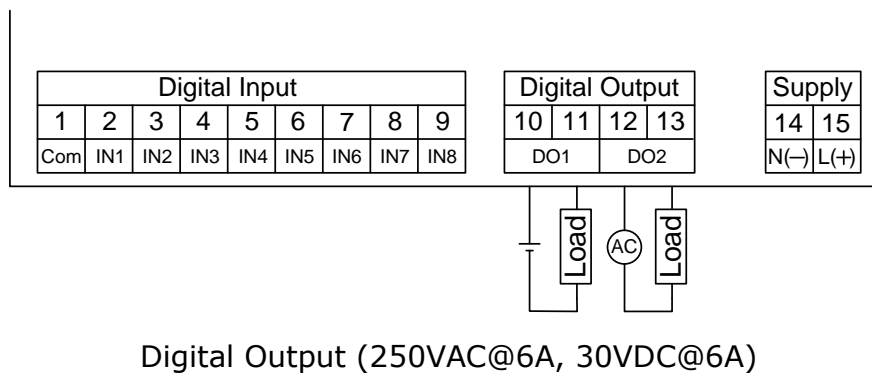 Digital Input
1 2 3 4 5 6 7 8 9
Com IN1 IN2 IN3 IN4 IN5 IN6 IN7 IN8
Digital Output
10 11 12 13
DO1 DO2
Supply
14 15
N(−) L(+)
Load
AC
Load
Digital Output (250VAC@6A, 30VDC@6A)